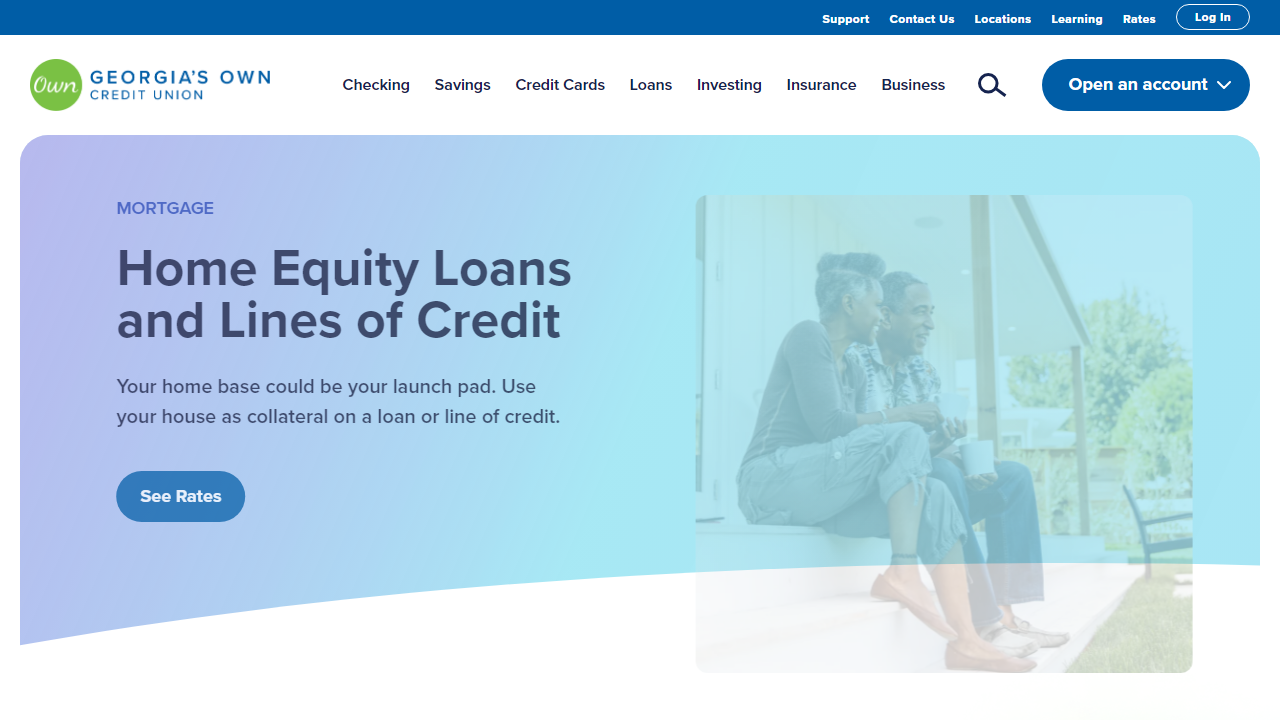 Support Contact Us Locations Learning Rates Log In
Own GEORGIA'S OWN
CREDIT UNION
Checking Savings Credit Cards Loans Investing Insurance Business Open an account
MORTGAGE
Home Equity Loans
and Lines of Credit
Your home base could be your launch pad. Use
your house as collateral on a loan or line of credit.
See Rates